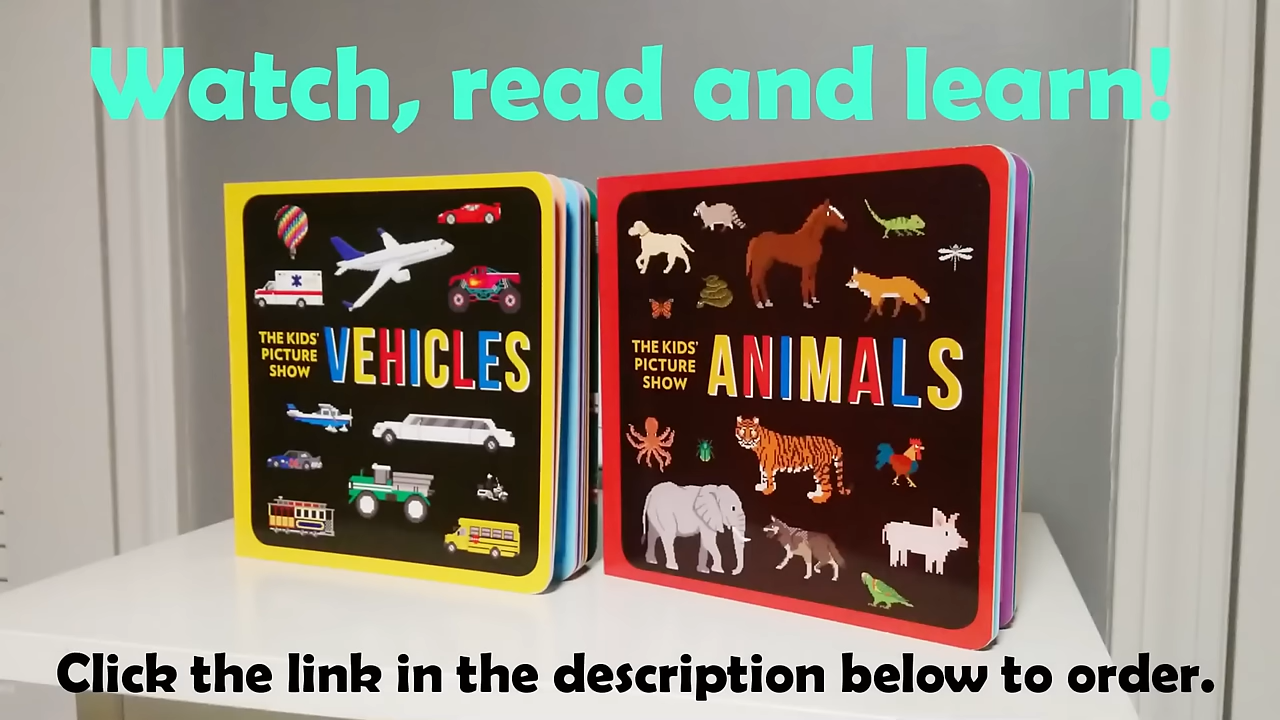 Watch, read and learn!
THE KIDS'
PICTURE
SHOW
VEHICLES
THE KIDS'
PICTURE
SHOW
ANIMALS
Click the link in the description below to order.